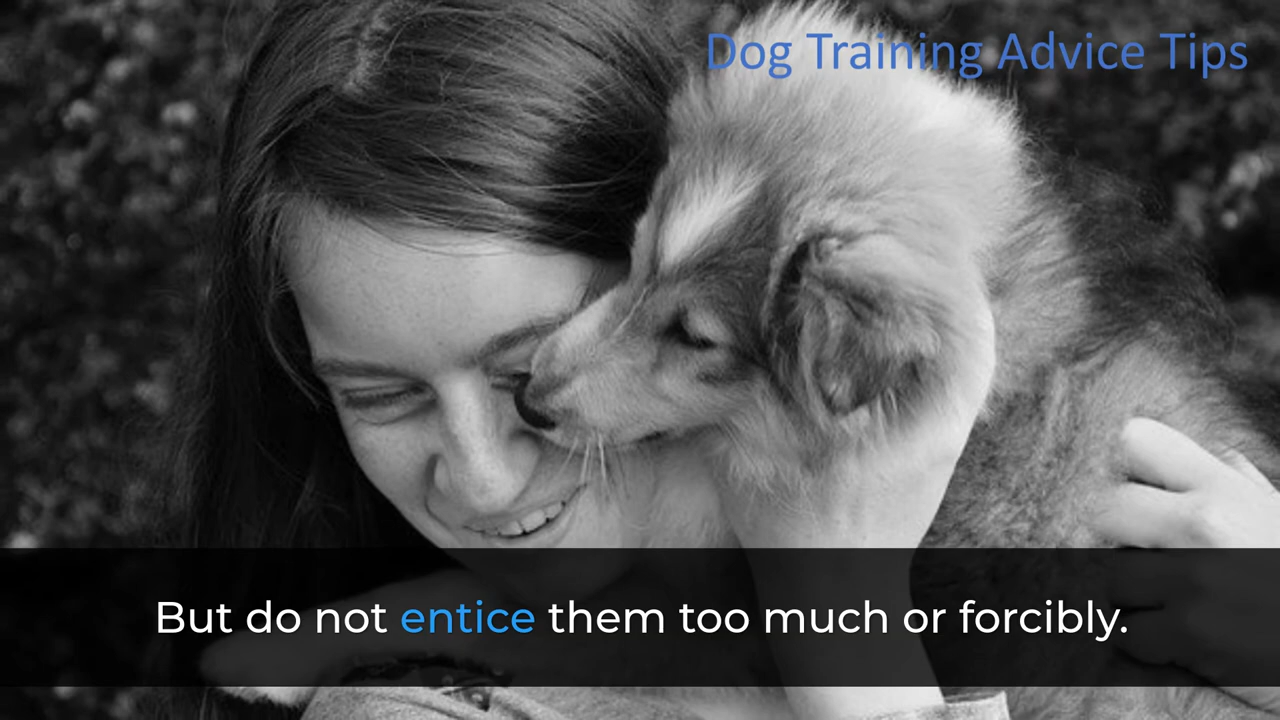 Dog Training Advice Tips
But do not entice them too much or forcibly.